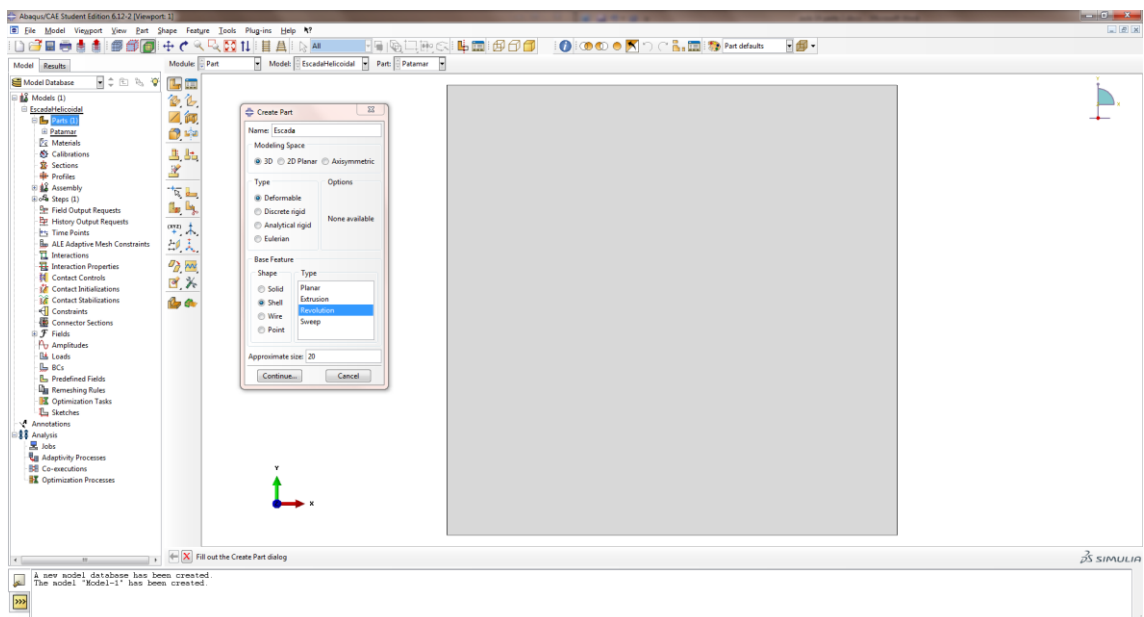 Abaqus/CAE Student Edition 6.12-2 [Viewport: 1]
File Model Viewport View Part Shape Feature Tools Plug-ins Help
All Part defaults
Model Results Module: Part Model: EscadaHelicoidal Part: Patamar
Model Database
Models (1)
EscadaHelicoidal
Parts (1)
Patamar
Materials
Calibrations
Sections
Profiles
Assembly
Steps (1)
Field Output Requests
History Output Requests
Time Points
ALE Adaptive Mesh Constraints
Interactions
Interaction Properties
Contact Controls
Contact Initializations
Contact Stabilizations
Constraints
Connector Sections
Fields
Amplitudes
Loads
BCs
Predefined Fields
Remeshing Rules
Optimization Tasks
Sketches
Annotations
Analysis
Jobs
Adaptivity Processes
Co-executions
Optimization Processes
Create Part
Name: Escada
Modeling Space
3D 2D Planar Axisymmetric
Type Options
Deformable
Discrete rigid
Analytical rigid
Eulerian
None available
Base Feature
Shape Type
Solid
Shell
Wire
Point
Planar
Extrusion
Revolution
Sweep
Approximate size: 20
Continue... Cancel
Y
X
Fill out the Create Part dialog
SIMULIA
A new model database has been created.
The model "Model-1" has been created.
>>>